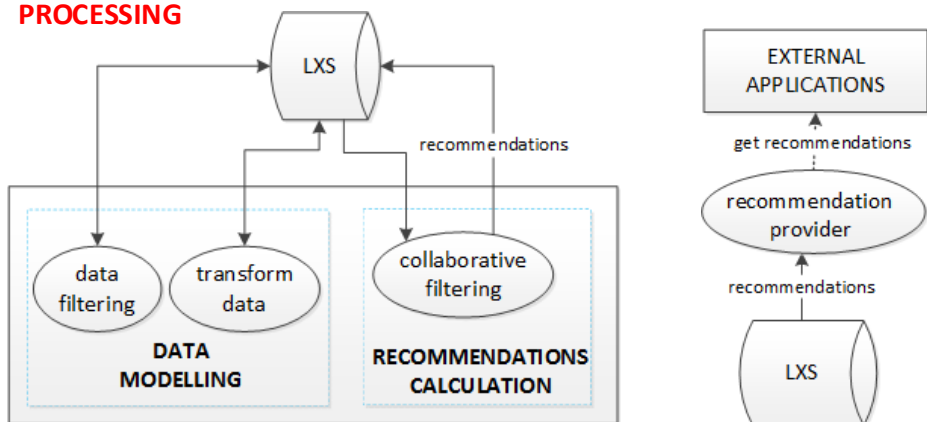 PROCESSING
LXS
recommendations
data
filtering
transform
data
collaborative
filtering
DATA
MODELLING
RECOMMENDATIONS
CALCULATION
EXTERNAL
APPLICATIONS
get recommendations
recommendation
provider
recommendations
LXS